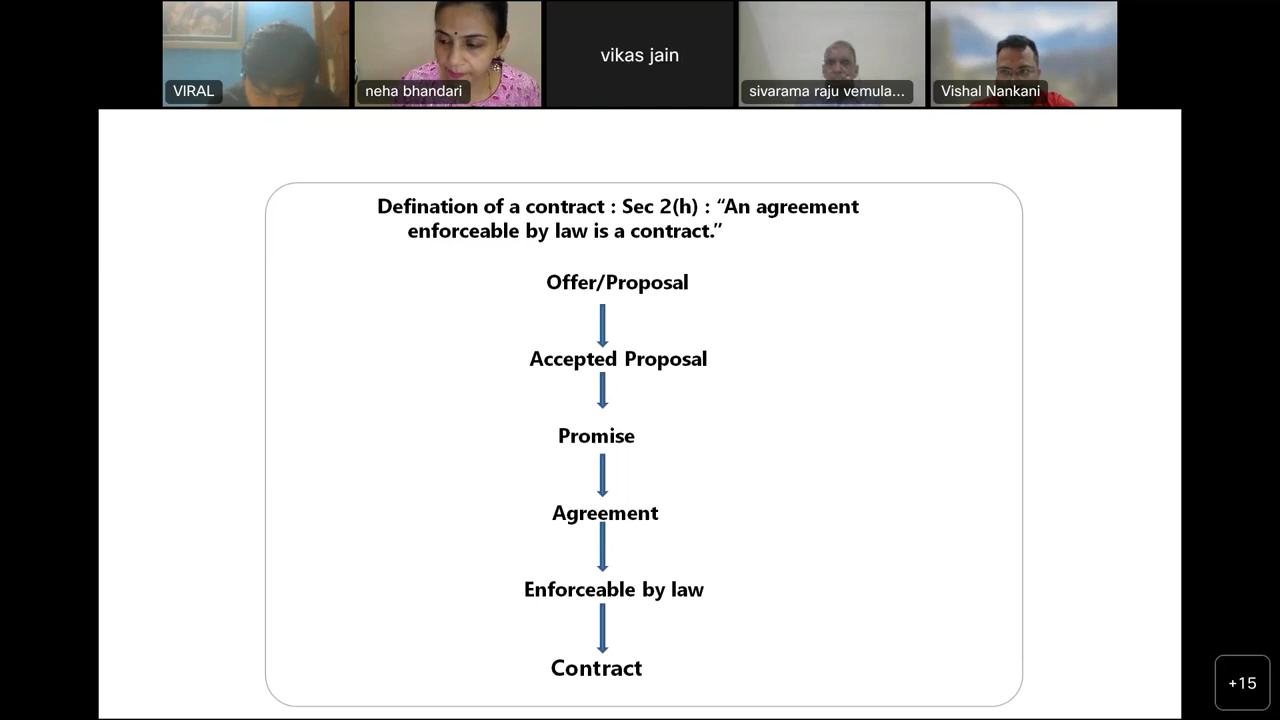 VIRAL
neha bhandari
vikas jain
sivarama raju vemula...
Vishal Nankani
Defination of a contract : Sec 2(h) : “An agreement
enforceable by law is a contract.”
Offer/Proposal
Accepted Proposal
Promise
Agreement
Enforceable by law
Contract
+15